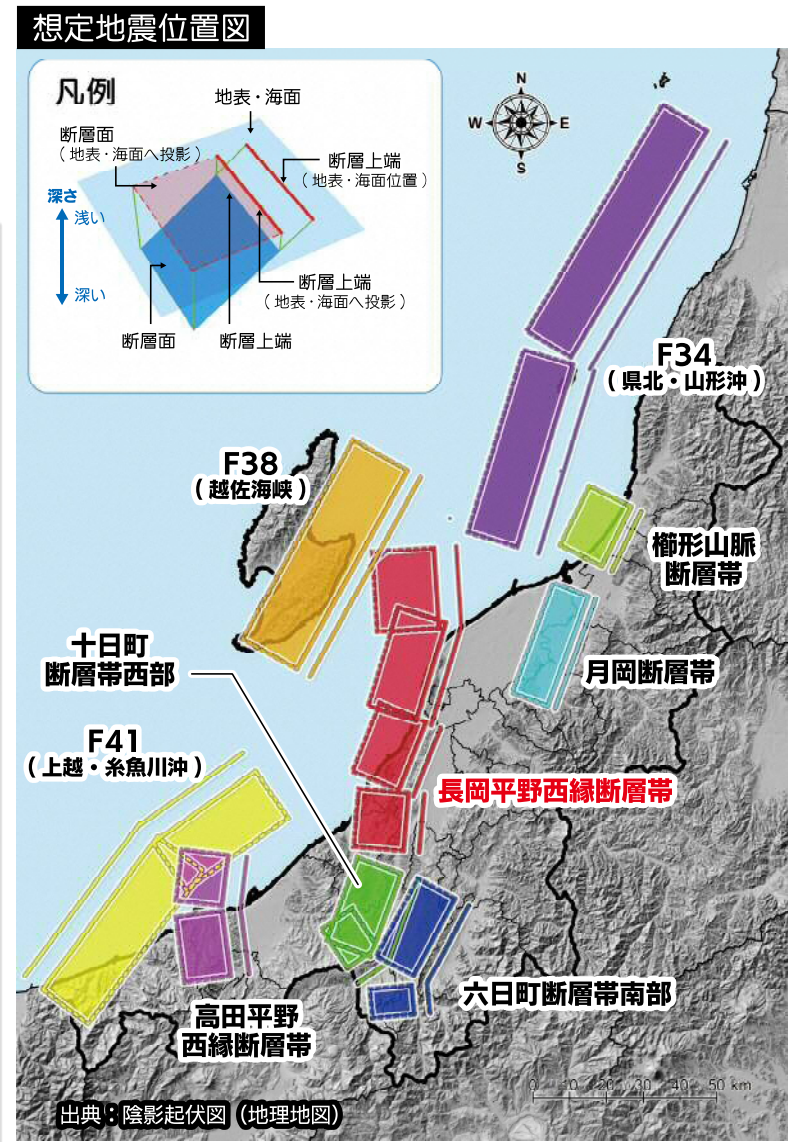 想定地震位置図
凡例
地表・海面
断層面
（地表・海面へ投影）
断層上端
（地表・海面位置）
深さ
浅い
深い
断層上端
（地表・海面へ投影）
断層面
断層上端
N
W
E
S
F34
（県北・山形沖）
F38
（越佐海峡）
櫛形山脈
断層帯
十日町
断層帯西部
月岡断層帯
F41
（上越・糸魚川沖）
長岡平野西縁断層帯
六日町断層帯南部
高田平野
西縁断層帯
0 10 20 30 40 50 km
出典：陰影起伏図（地理地図）